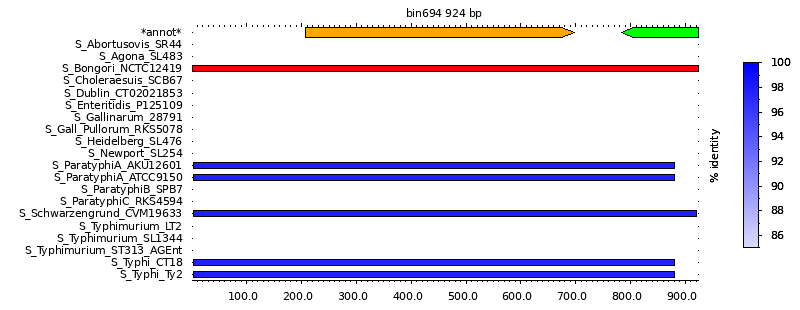 bin694 924 bp
*annot*
S_Abortusovis_SR44
S_Agona_SL483
S_Bongori_NCTC12419
S_Choleraesuis_SCB67
S_Dublin_CT02021853
S_Enteritidis_P125109
S_Gallinarum_28791
S_Gall_Pullorum_RKS5078
S_Heidelberg_SL476
S_Newport_SL254
S_ParatyphiA_AKU12601
S_ParatyphiA_ATCC9150
S_ParatyphiB_SPB7
S_ParatyphiC_RKS4594
S_Schwarzengrund_CVM19633
S_Typhimurium_LT2
S_Typhimurium_SL1344
S_Typhimurium_ST313_AGEnt
S_Typhi_CT18
S_Typhi_Ty2
100.0 200.0 300.0 400.0 500.0 600.0 700.0 800.0 900.0
% identity
100
98
96
94
92
90
88
86